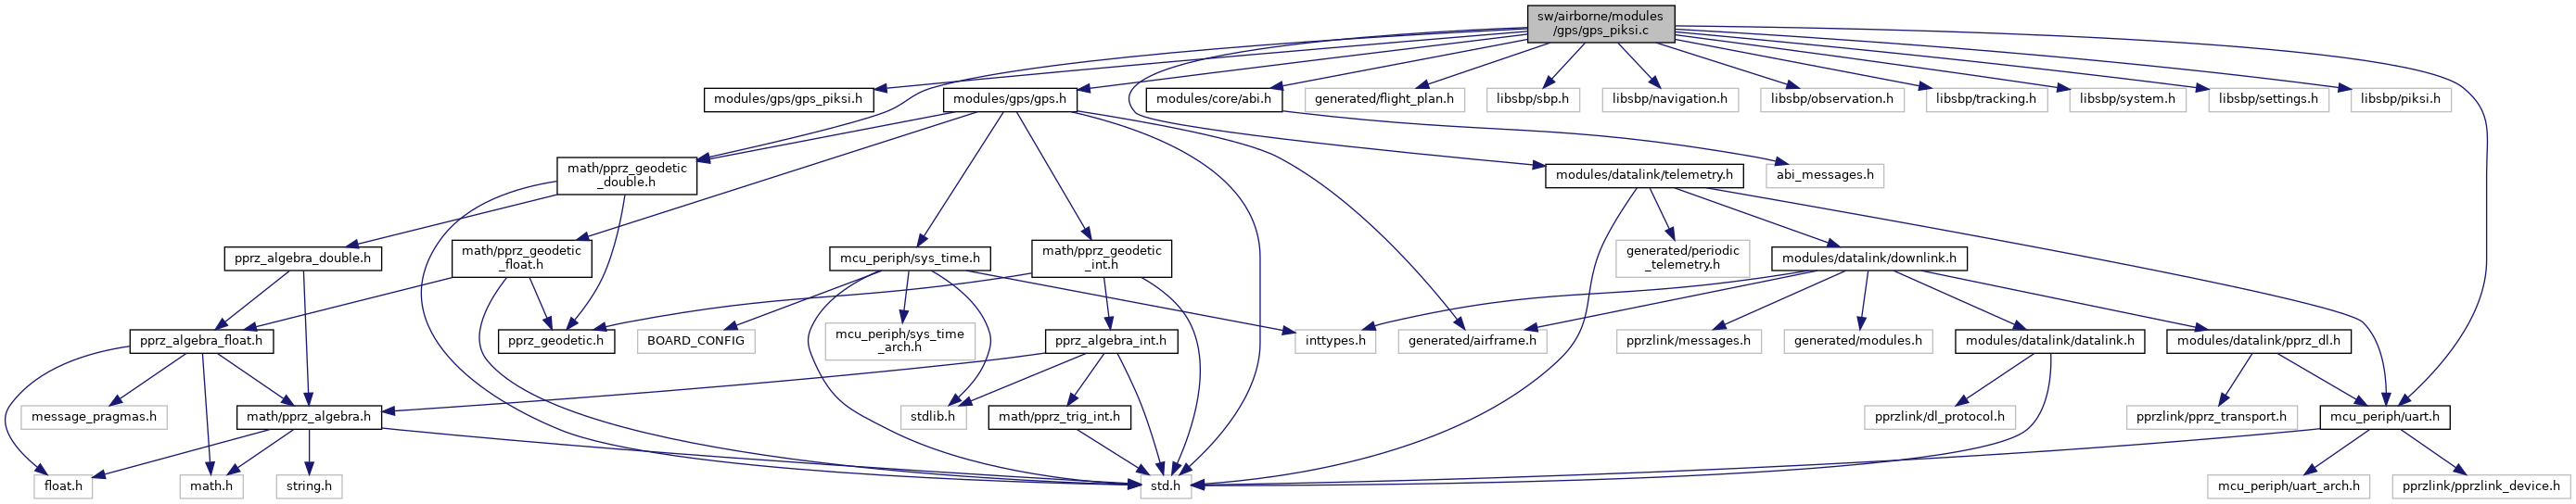 sw/airborne/modules
/gps/gps_piksi.c
modules/gps/gps_piksi.h
modules/gps/gps.h
modules/core/abi.h
generated/flight_plan.h
libsbp/sbp.h
libsbp/navigation.h
libsbp/observation.h
libsbp/tracking.h
libsbp/system.h
libsbp/settings.h
libsbp/piksi.h
math/pprz_geodetic
_double.h
modules/datalink/telemetry.h
abi_messages.h
pprz_algebra_double.h
math/pprz_geodetic
_float.h
mcu_periph/sys_time.h
math/pprz_geodetic
_int.h
generated/periodic
_telemetry.h
modules/datalink/downlink.h
pprz_algebra_float.h
pprz_geodetic.h
BOARD_CONFIG
mcu_periph/sys_time
_arch.h
pprz_algebra_int.h
inttypes.h
generated/airframe.h
pprzlink/messages.h
generated/modules.h
modules/datalink/datalink.h
modules/datalink/pprz_dl.h
message_pragmas.h
math/pprz_algebra.h
stdlib.h
math/pprz_trig_int.h
pprzlink/dl_protocol.h
pprzlink/pprz_transport.h
mcu_periph/uart.h
float.h
math.h
string.h
std.h
mcu_periph/uart_arch.h
pprzlink/pprzlink_device.h